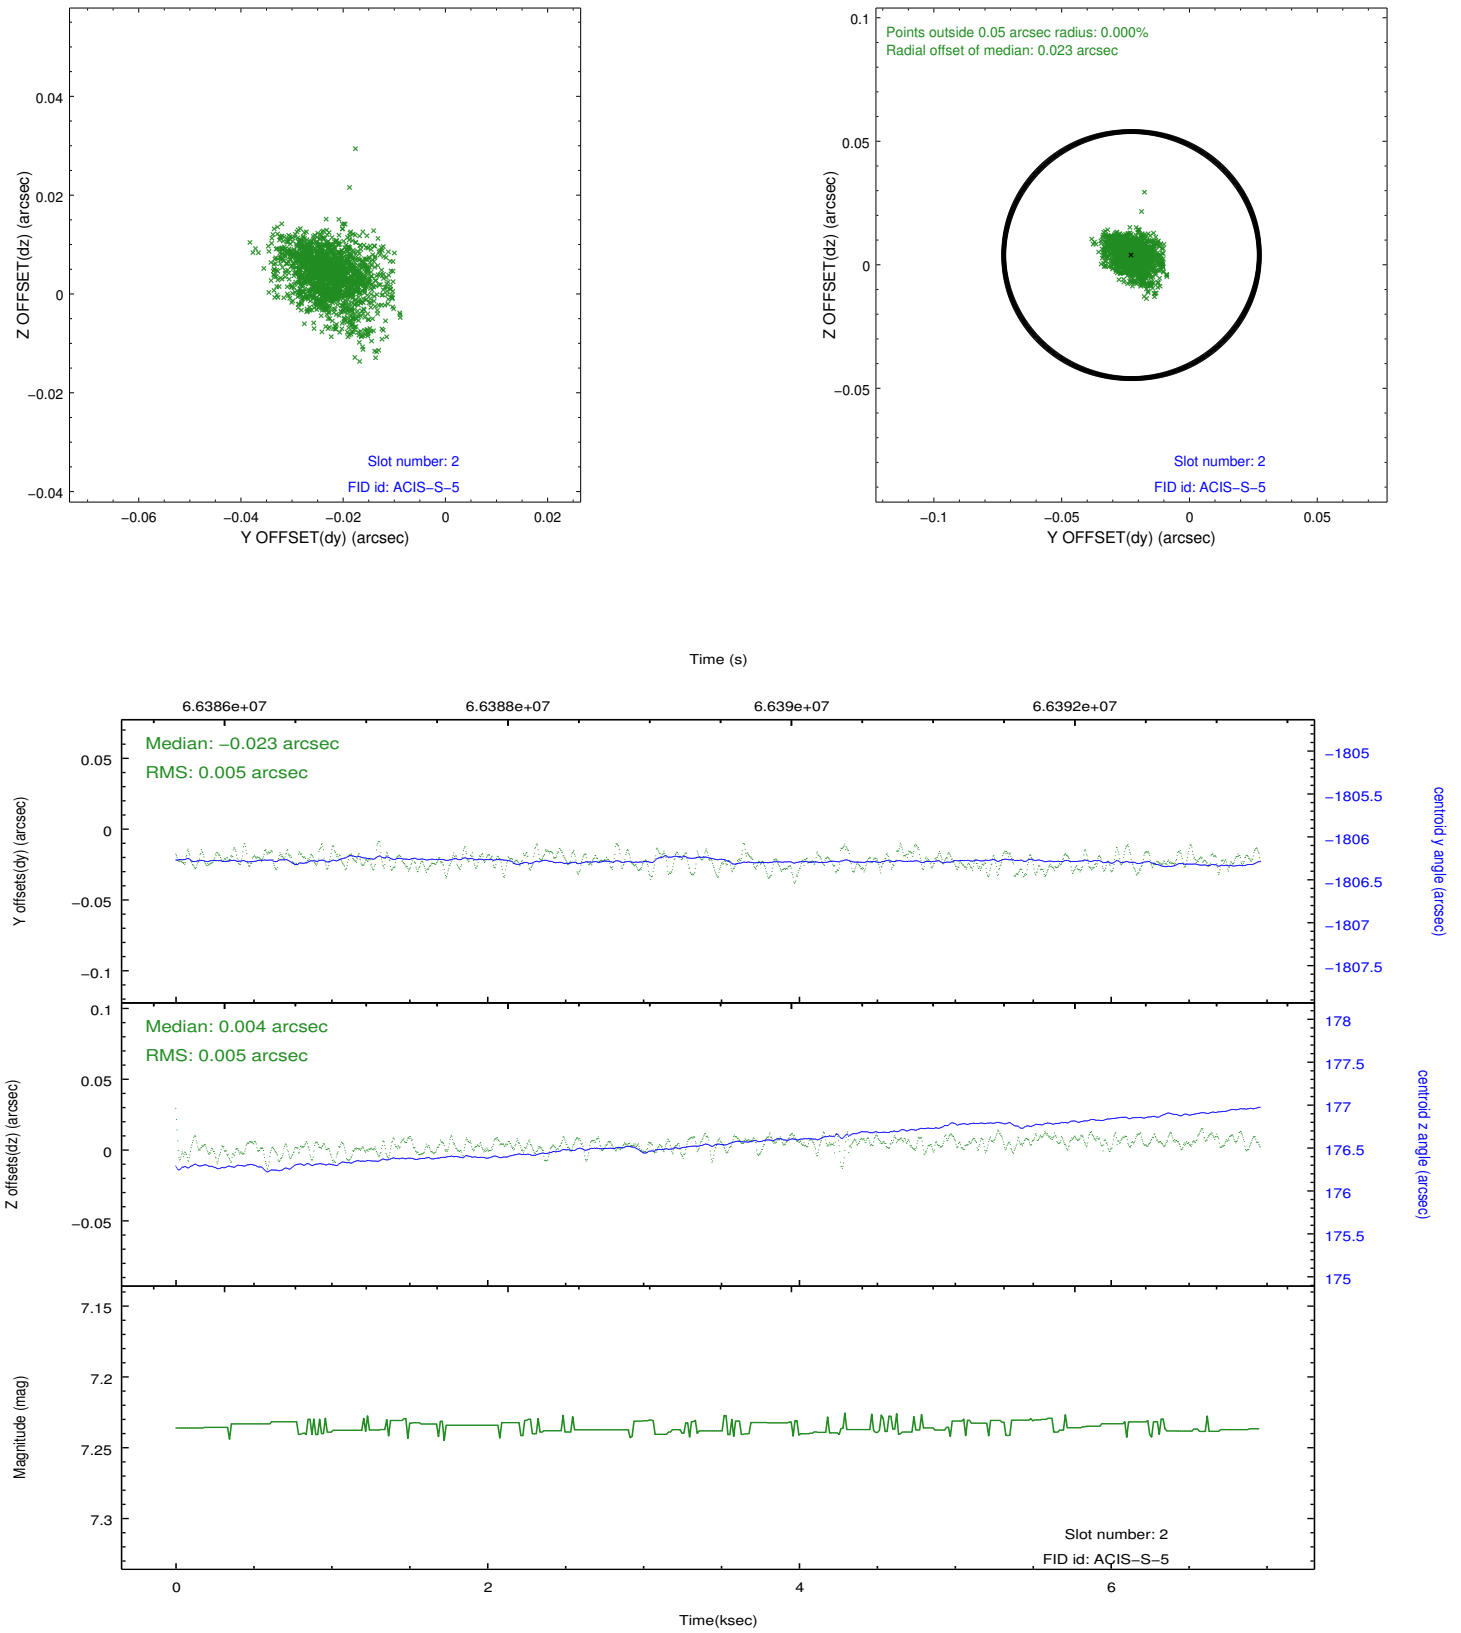 0.04
0.02
0
−0.02
−0.04
Z OFFSET(dz) (arcsec)
Slot number: 2
FID id: ACIS−S−5
−0.06
−0.04
−0.02
0
0.02
Y OFFSET(dy) (arcsec)
0.1
0.05
0
−0.05
Z OFFSET(dz) (arcsec)
Points outside 0.05 arcsec radius: 0.000%
Radial offset of median: 0.023 arcsec
Slot number: 2
FID id: ACIS−S−5
−0.1
−0.05
0
0.05
Y OFFSET(dy) (arcsec)
Time (s)
6.6386e+07
6.6388e+07
6.639e+07
6.6392e+07
Median: −0.023 arcsec
RMS: 0.005 arcsec
0.05
0
−0.05
−0.1
Y offsets(dy) (arcsec)
−1805
−1805.5
−1806
−1806.5
−1807
−1807.5
centroid y angle (arcsec)
Median: 0.004 arcsec
RMS: 0.005 arcsec
0.1
0.05
0
−0.05
Z offsets(dz) (arcsec)
178
177.5
177
176.5
176
175.5
175
centroid z angle (arcsec)
7.15
7.2
7.25
7.3
Magnitude (mag)
Slot number: 2
FID id: ACIS−S−5
0
2
4
6
Time(ksec)